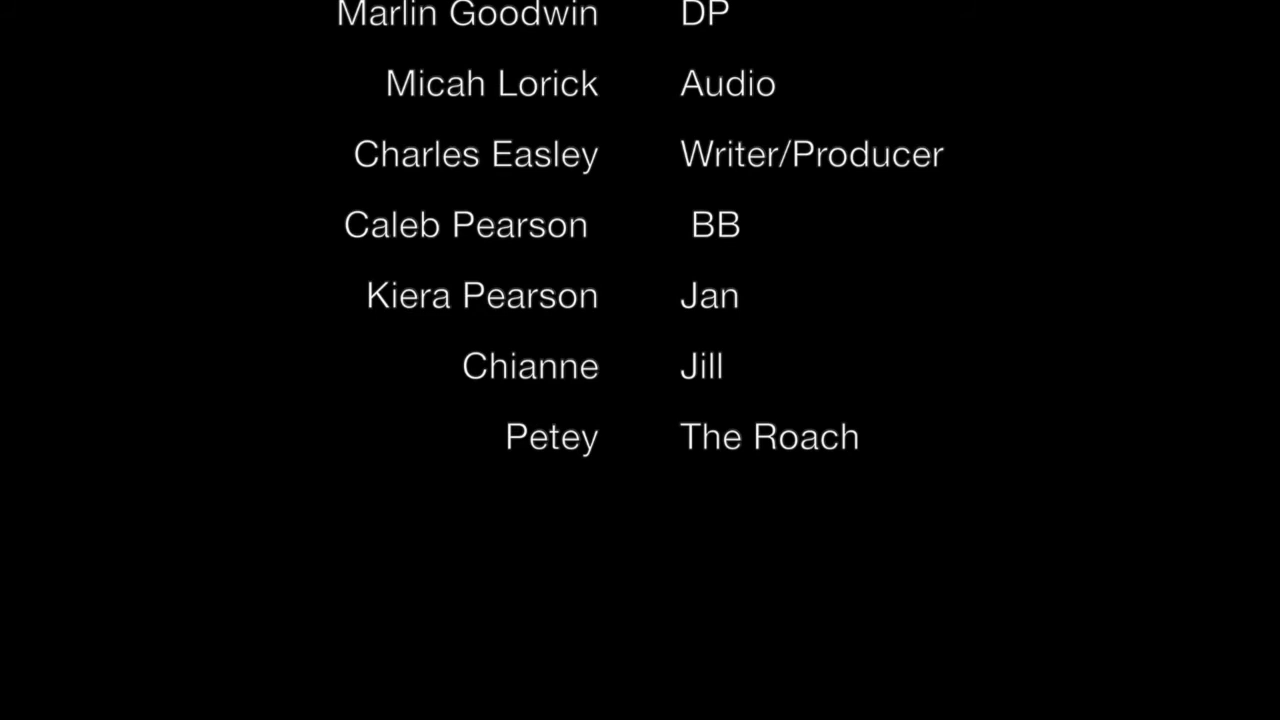 Marlin Goodwin DP
Micah Lorick Audio
Charles Easley Writer/Producer
Caleb Pearson BB
Kiera Pearson Jan
Chianne Jill
Petey The Roach